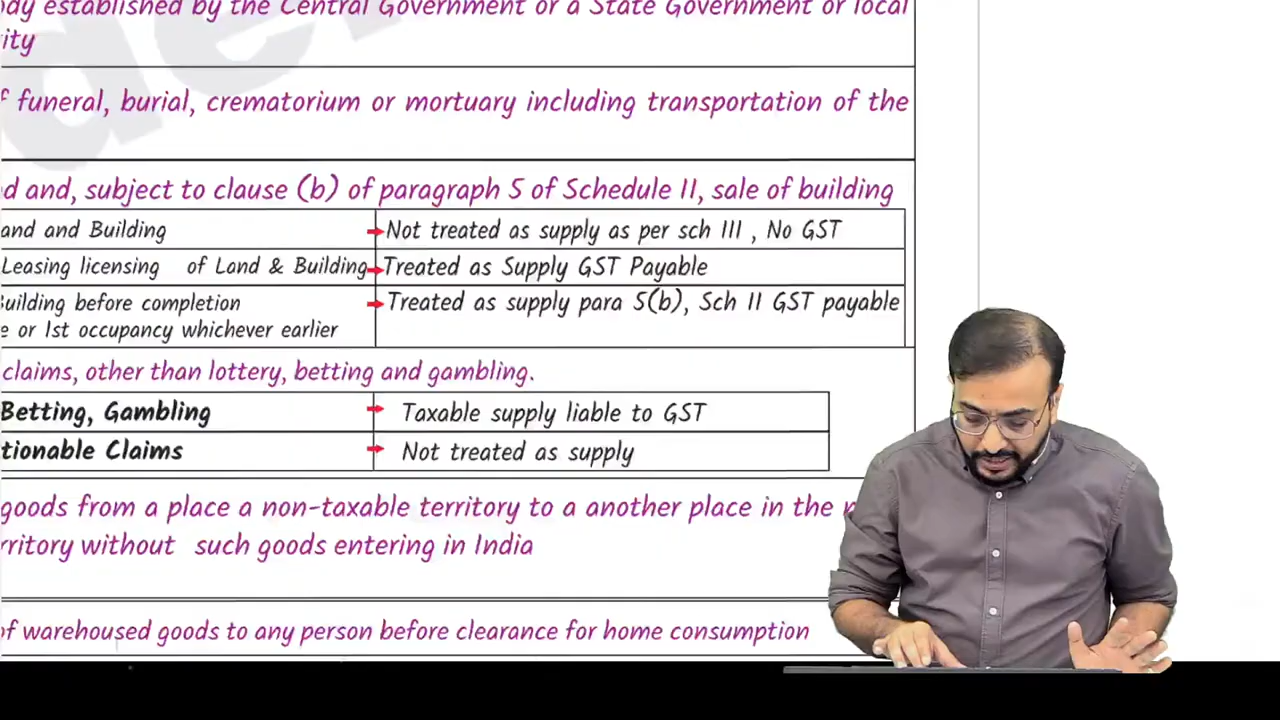 ody established by the Central Government or a State Government or local
ity
f funeral, burial, crematorium or mortuary including transportation of the
d and, subject to clause (b) of paragraph 5 of Schedule II, sale of building
and and Building
Not treated as supply as per sch III , No GST
Leasing licensing of Land & Building
Treated as Supply GST Payable
Building before completion
Treated as supply para 5(b), Sch II GST payable
e or 1st occupancy whichever earlier
claims, other than lottery, betting and gambling.
Betting, Gambling
Taxable supply liable to GST
tionable Claims
Not treated as supply
goods from a place a non-taxable territory to a another place in the
rritory without such goods entering in India
of warehoused goods to any person before clearance for home consumption